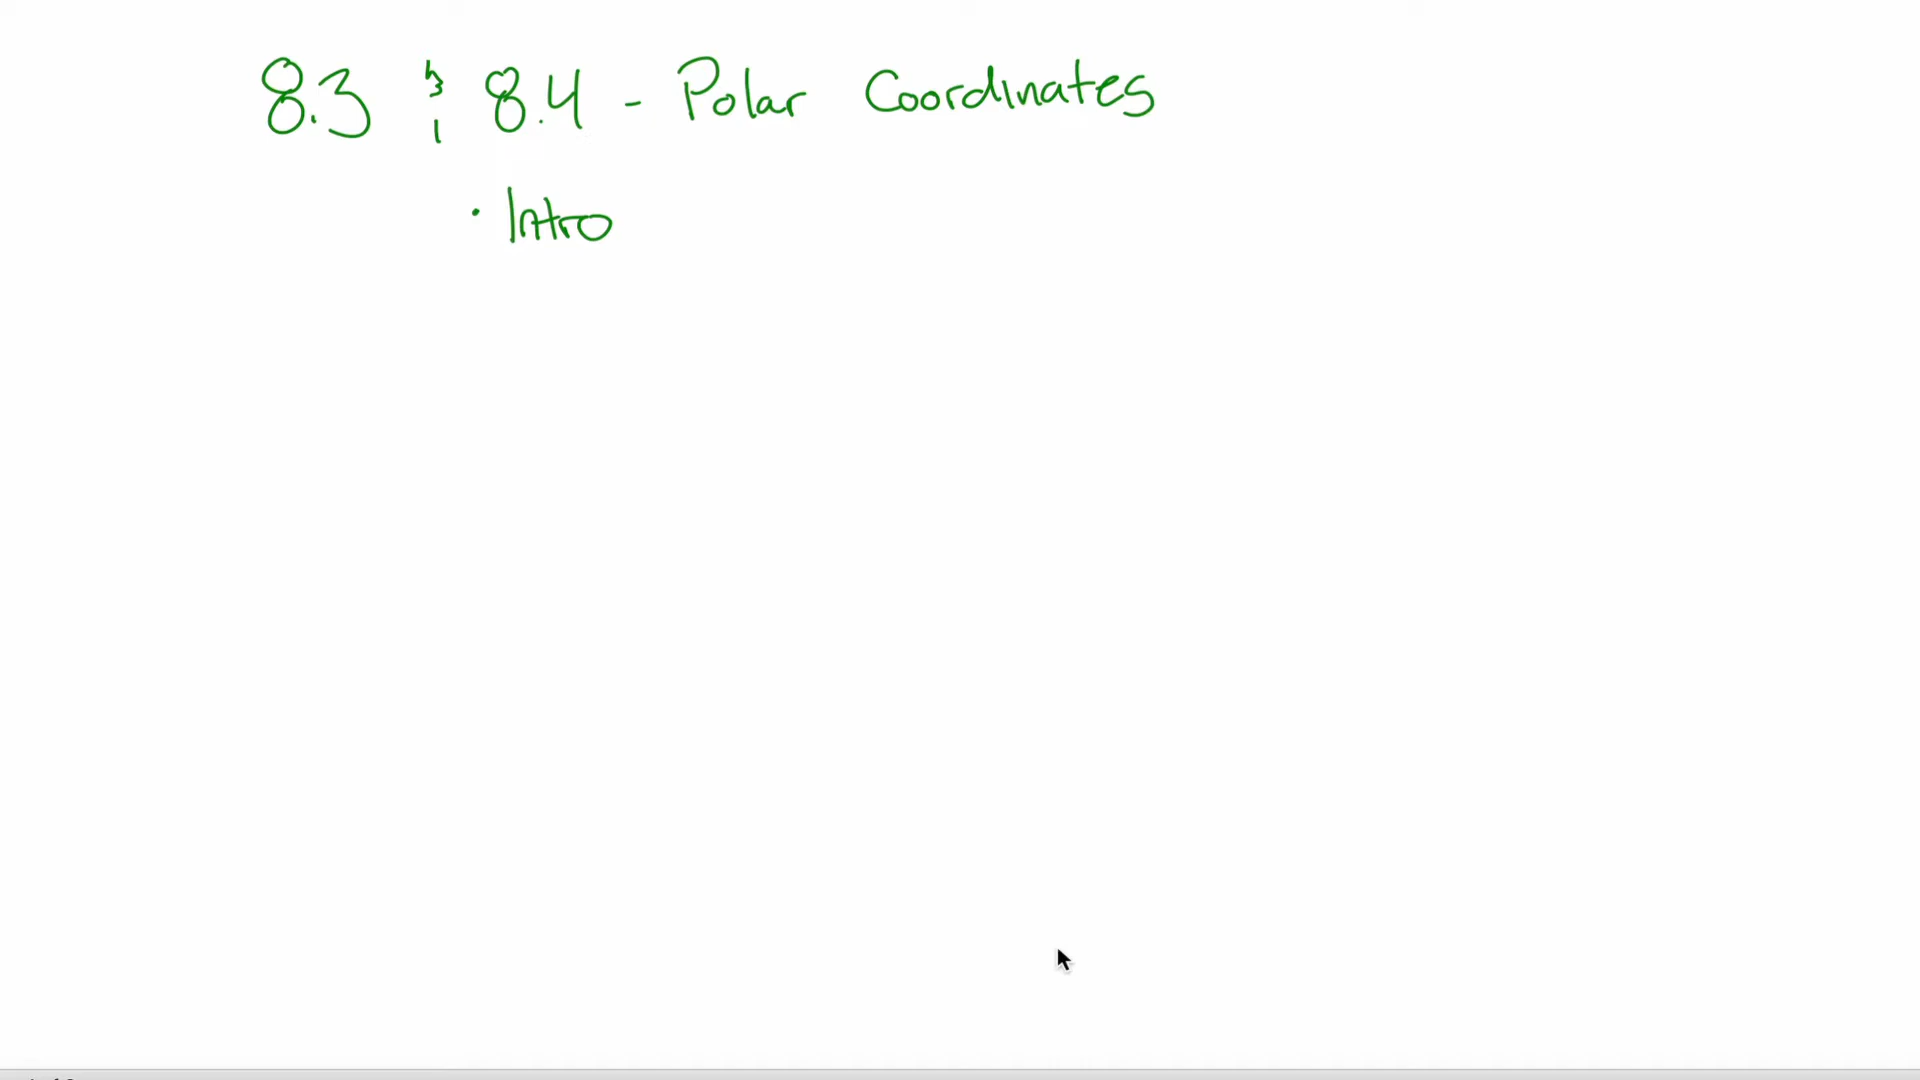 8.3 & 8.4 - Polar Coordinates
· Intro